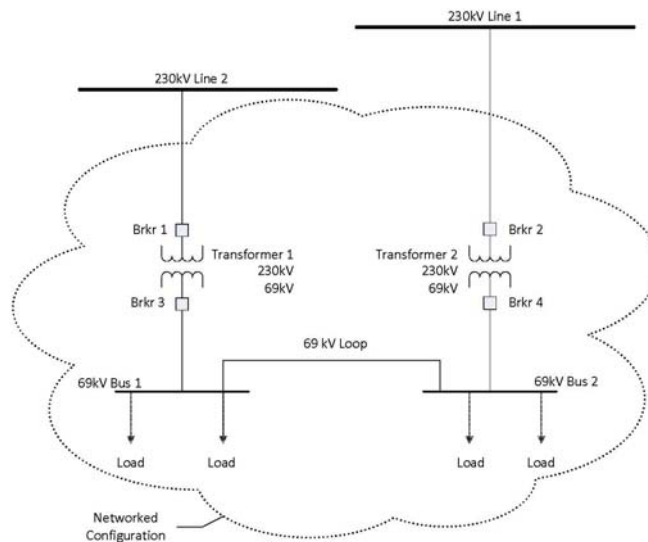 230kV Line 1
230kV Line 2
Brkr 1
Transformer 1
230kV
69kV
Brkr 3
Brkr 2
Transformer 2
230kV
69kV
Brkr 4
69 kV Loop
69kV Bus 1
69kV Bus 2
Load
Load
Load
Load
Networked
Configuration